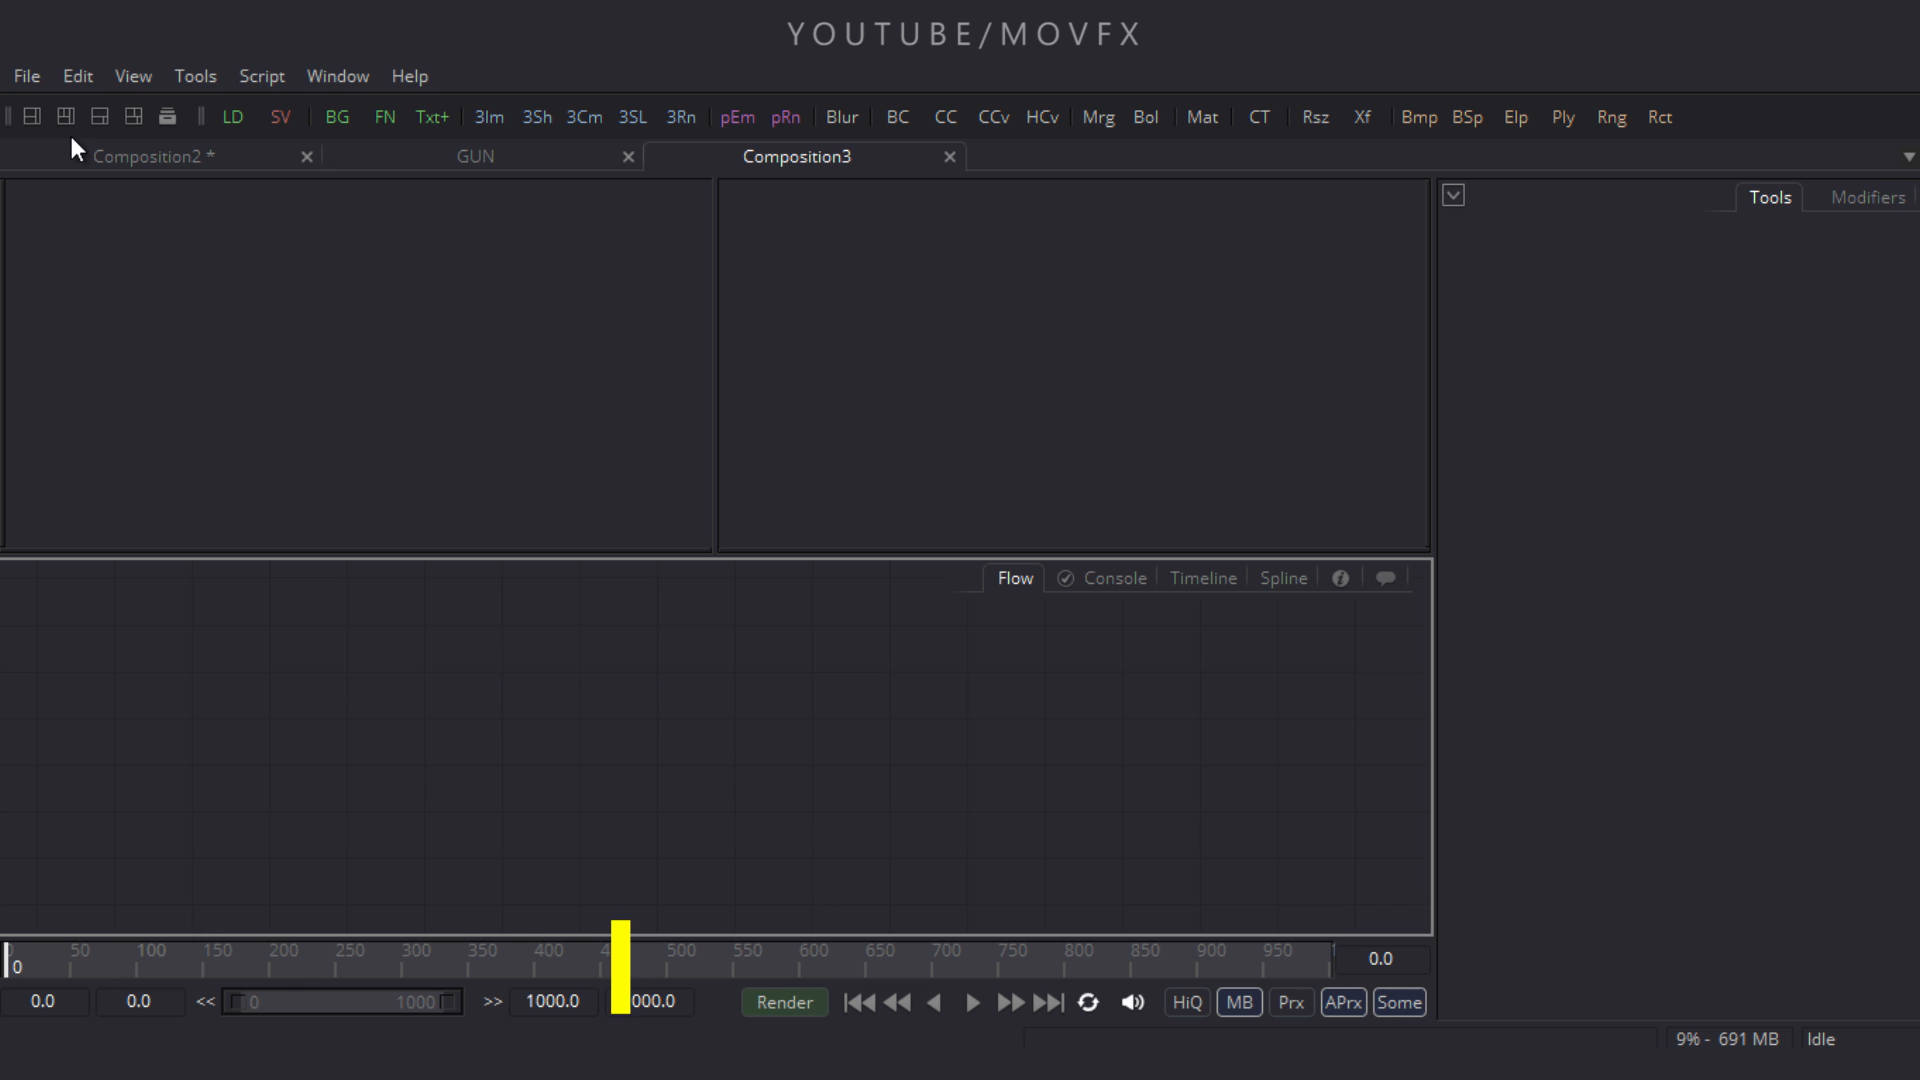 YOUTUBE/MOVFX
File Edit View Tools Script Window Help
LD SV BG FN Txt+ 3Im 3Sh 3Cm 3SL 3Rn pEm pRn Blur BC CC CCv HCv Mrg Bol Mat CT Rsz Xf Bmp BSp Elp Ply Rng Rct
Composition2 * GUN Composition3
Tools Modifiers
Flow Console Timeline Spline
50 100 150 200 250 300 350 400 500 550 600 650 700 750 800 850 900 950
0 0.0
0.0 0.0 << 0 1000 >> 1000.0 000.0 Render HiQ MB Prx APrx Some
9% - 691 MB Idle